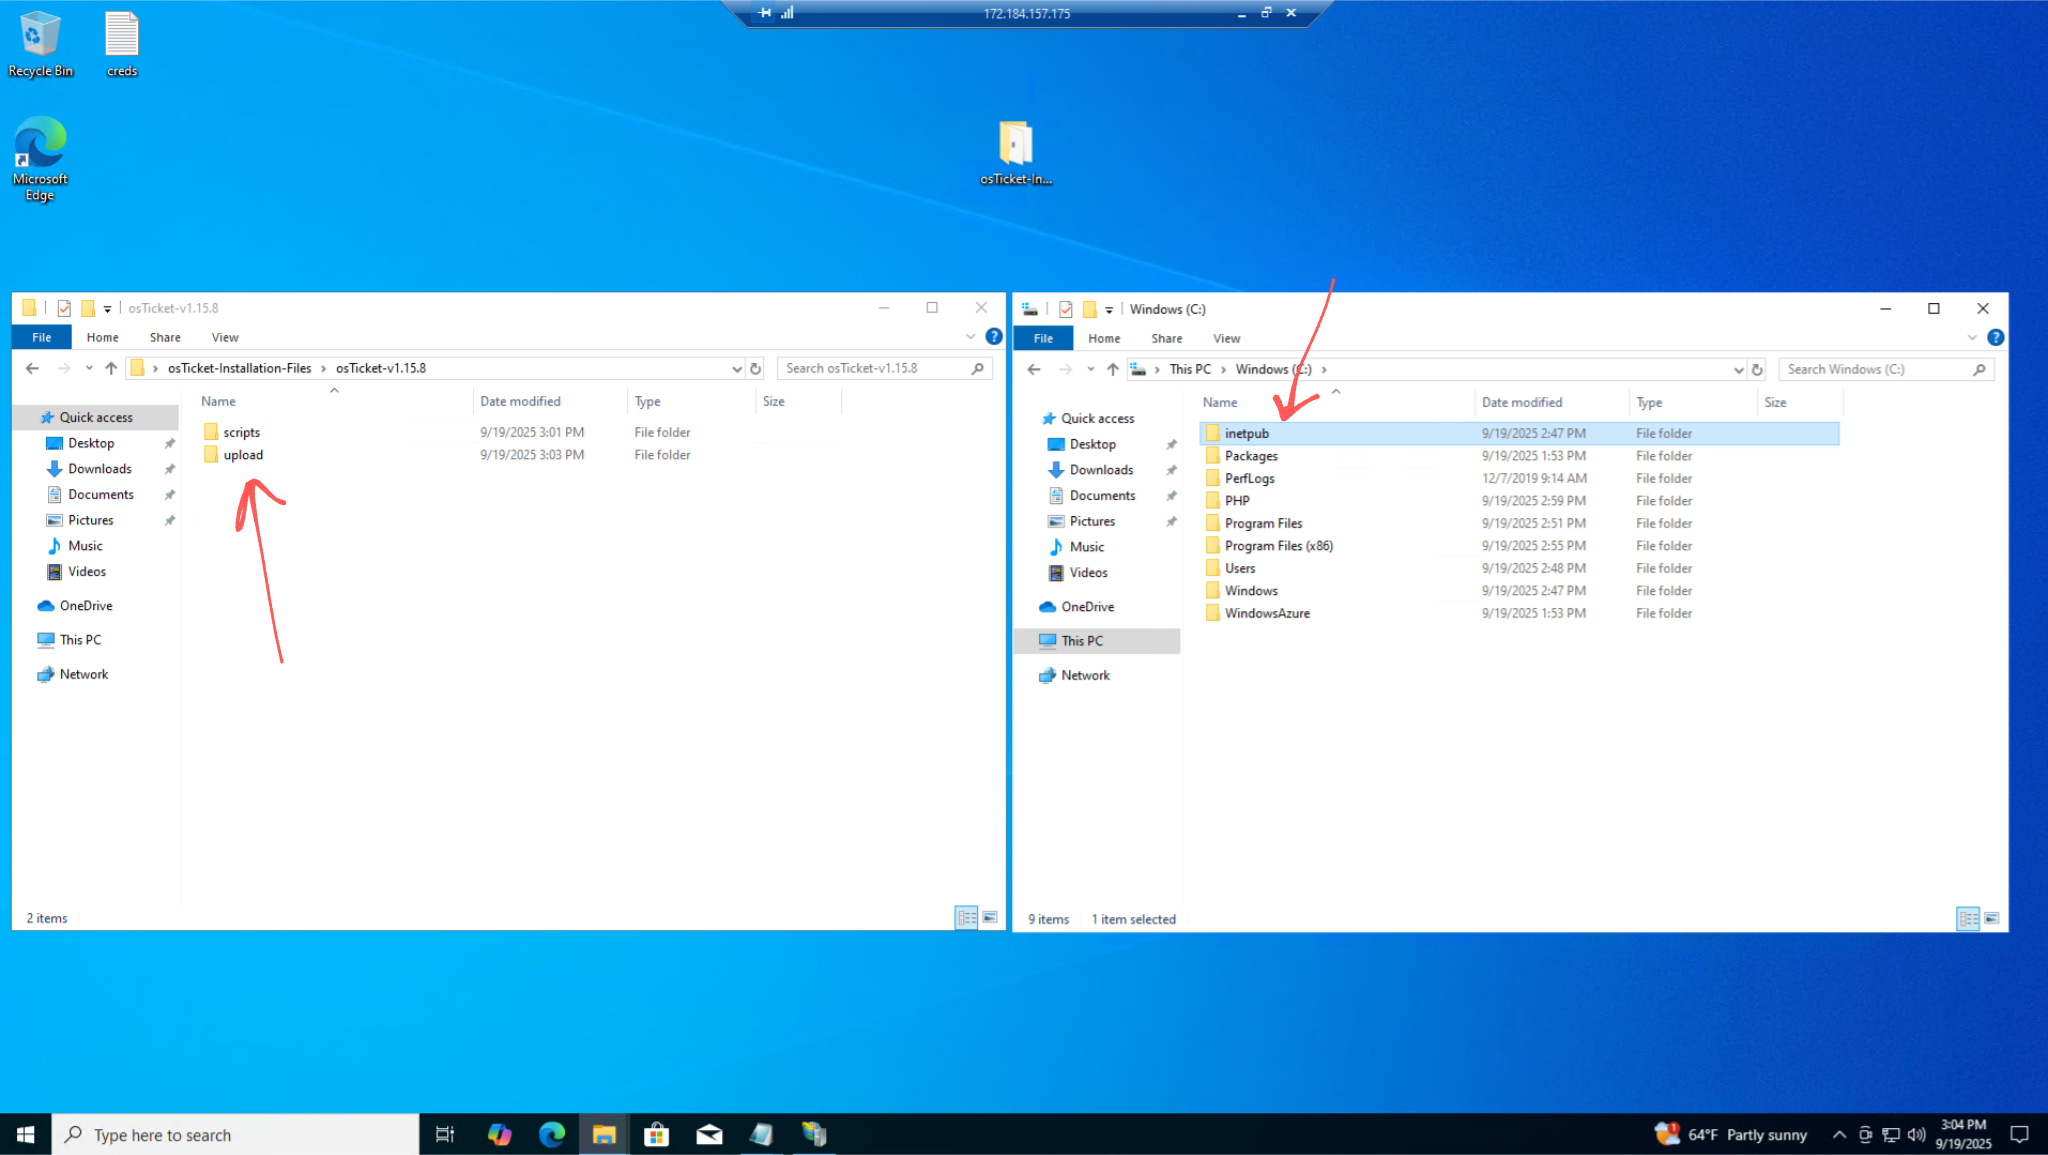 172.184.157.175
Recycle Bin
creds
Microsoft
Edge
osTicket-In...
osTicket-v1.15.8
File Home Share View
osTicket-Installation-Files > osTicket-v1.15.8
Search osTicket-v1.15.8
Name Date modified Type Size
scripts 9/19/2025 3:01 PM File folder
upload 9/19/2025 3:03 PM File folder
Quick access
Desktop
Downloads
Documents
Pictures
Music
Videos
OneDrive
This PC
Network
2 items
Windows (C:)
File Home Share View
This PC > Windows (C:) >
Search Windows (C:)
Name Date modified Type Size
inetpub 9/19/2025 2:47 PM File folder
Packages 9/19/2025 1:53 PM File folder
PerfLogs 12/7/2019 9:14 AM File folder
PHP 9/19/2025 2:59 PM File folder
Program Files 9/19/2025 2:51 PM File folder
Program Files (x86) 9/19/2025 2:55 PM File folder
Users 9/19/2025 2:48 PM File folder
Windows 9/19/2025 2:47 PM File folder
WindowsAzure 9/19/2025 1:53 PM File folder
Quick access
Desktop
Downloads
Documents
Pictures
Music
Videos
OneDrive
This PC
Network
9 items 1 item selected
Type here to search
1
64°F Partly sunny
3:04 PM
9/19/2025